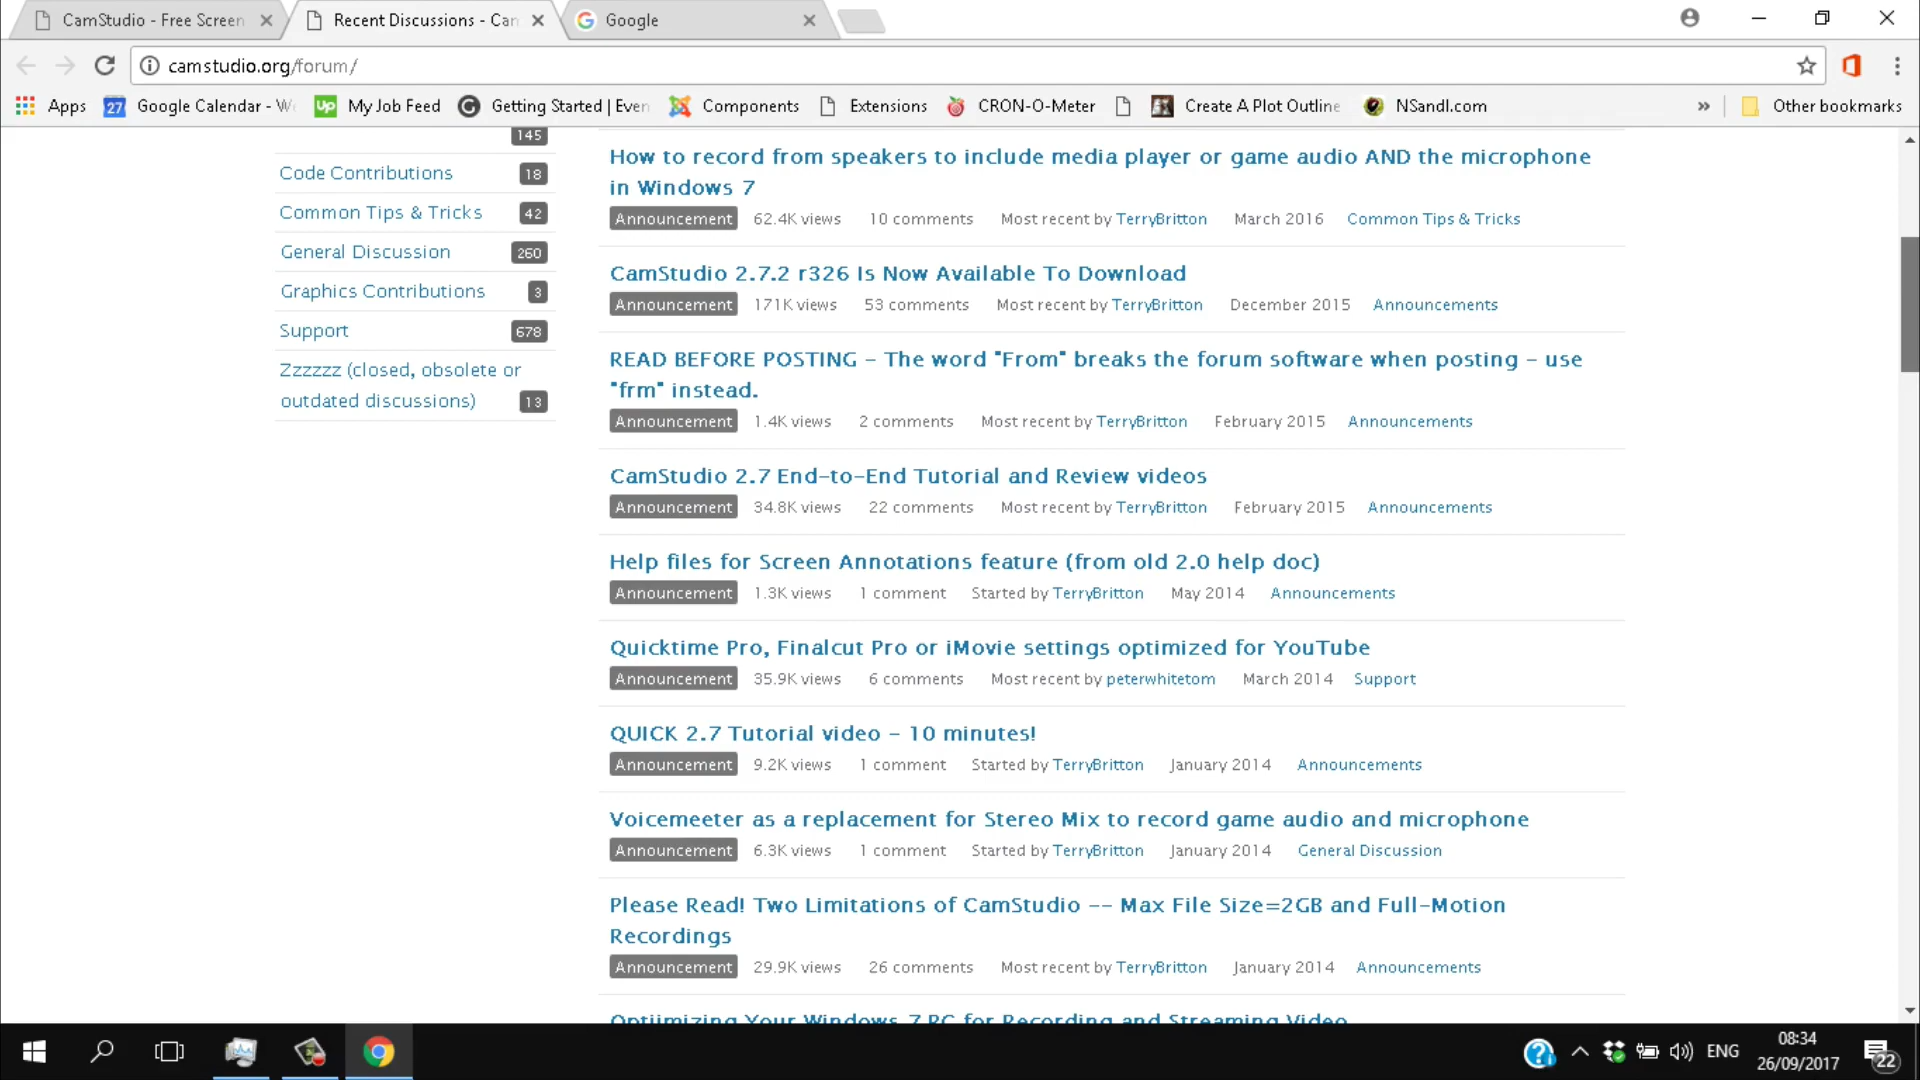 CamStudio - Free Screen
Recent Discussions - Can
Google
camstudio.org/forum/
Apps
27
Google Calendar - W
Up
My Job Feed
Getting Started | Even
Components
Extensions
CRON-O-Meter
Create A Plot Outline
NSandl.com
»
Other bookmarks
145
Code Contributions 18
Common Tips & Tricks 42
General Discussion 260
Graphics Contributions 3
Support 678
Zzzzzz (closed, obsolete or
outdated discussions) 13
How to record from speakers to include media player or game audio AND the microphone
in Windows 7
Announcement 62.4K views 10 comments Most recent by TerryBritton March 2016 Common Tips & Tricks
CamStudio 2.7.2 r326 Is Now Available To Download
Announcement 171K views 53 comments Most recent by TerryBritton December 2015 Announcements
READ BEFORE POSTING - The word "From" breaks the forum software when posting - use
"frm" instead.
Announcement 1.4K views 2 comments Most recent by TerryBritton February 2015 Announcements
CamStudio 2.7 End-to-End Tutorial and Review videos
Announcement 34.8K views 22 comments Most recent by TerryBritton February 2015 Announcements
Help files for Screen Annotations feature (from old 2.0 help doc)
Announcement 1.3K views 1 comment Started by TerryBritton May 2014 Announcements
Quicktime Pro, Finalcut Pro or iMovie settings optimized for YouTube
Announcement 35.9K views 6 comments Most recent by peterwhitetom March 2014 Support
QUICK 2.7 Tutorial video - 10 minutes!
Announcement 9.2K views 1 comment Started by TerryBritton January 2014 Announcements
Voicemeeter as a replacement for Stereo Mix to record game audio and microphone
Announcement 6.3K views 1 comment Started by TerryBritton January 2014 General Discussion
Please Read! Two Limitations of CamStudio -- Max File Size=2GB and Full-Motion
Recordings
Announcement 29.9K views 26 comments Most recent by TerryBritton January 2014 Announcements
Optiimizing Your Windows 7 PC for Recording and Streaming Video
ENG
08:34
26/09/2017
22